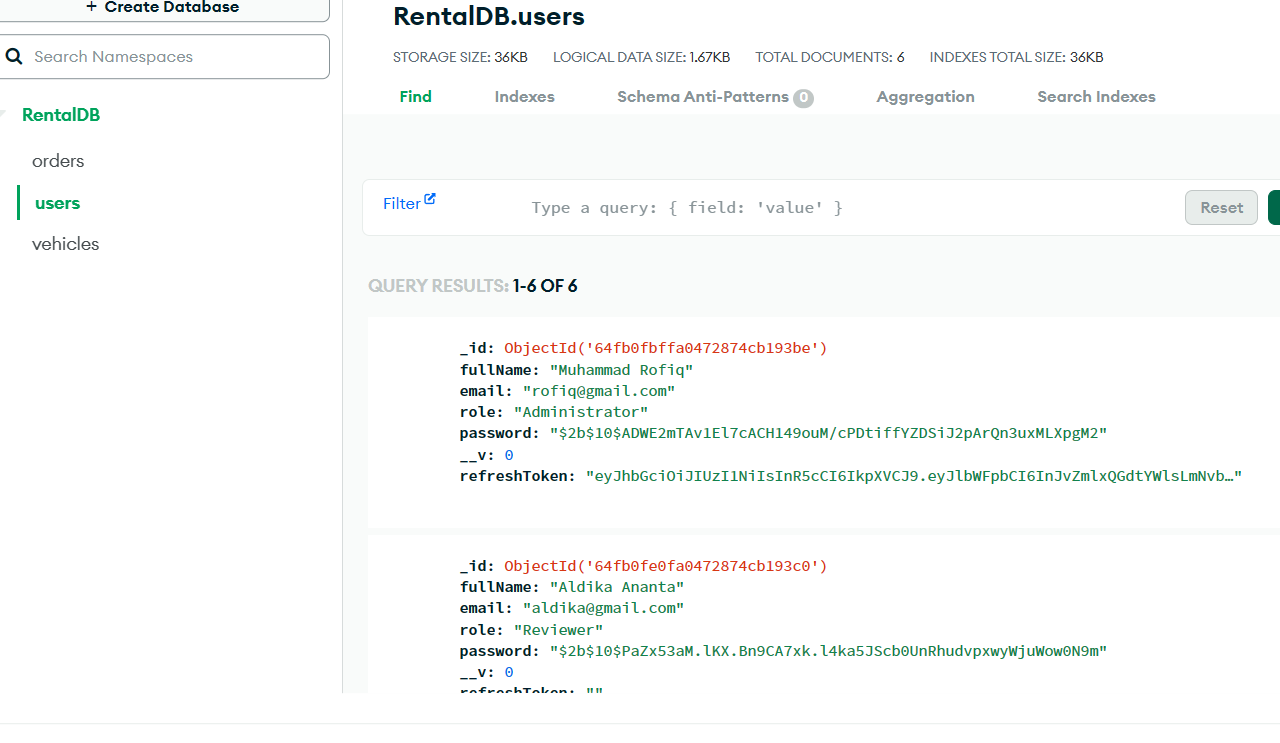 + Create Database
Search Namespaces
RentalDB
orders
users
vehicles
RentalDB.users
STORAGE SIZE: 36KB LOGICAL DATA SIZE: 1.67KB TOTAL DOCUMENTS: 6 INDEXES TOTAL SIZE: 36KB
Find Indexes Schema Anti-Patterns 0 Aggregation Search Indexes
Filter Type a query: { field: 'value' } Reset
QUERY RESULTS: 1-6 OF 6
_id: ObjectId('64fb0fbffa0472874cb193be')
fullName: "Muhammad Rofiq"
email: "rofiq@gmail.com"
role: "Administrator"
password: "$2b$10$ADWE2mTAv1El7cACH149ouM/cPDtiffYZDSiJ2pArQn3uxMLXpgM2"
__v: 0
refreshToken: "eyJhbGciOiJIUzI1NiIsInR5cCI6IkpXVCJ9.eyJlbWFpbCI6InJvZmlxQGdtYWlsLmNvb…"
_id: ObjectId('64fb0fe0fa0472874cb193c0')
fullName: "Aldika Ananta"
email: "aldika@gmail.com"
role: "Reviewer"
password: "$2b$10$PaZx53aM.lKX.Bn9CA7xk.l4ka5JScb0UnRhudvpxwyWjuWow0N9m"
__v: 0
refreshToken: ""